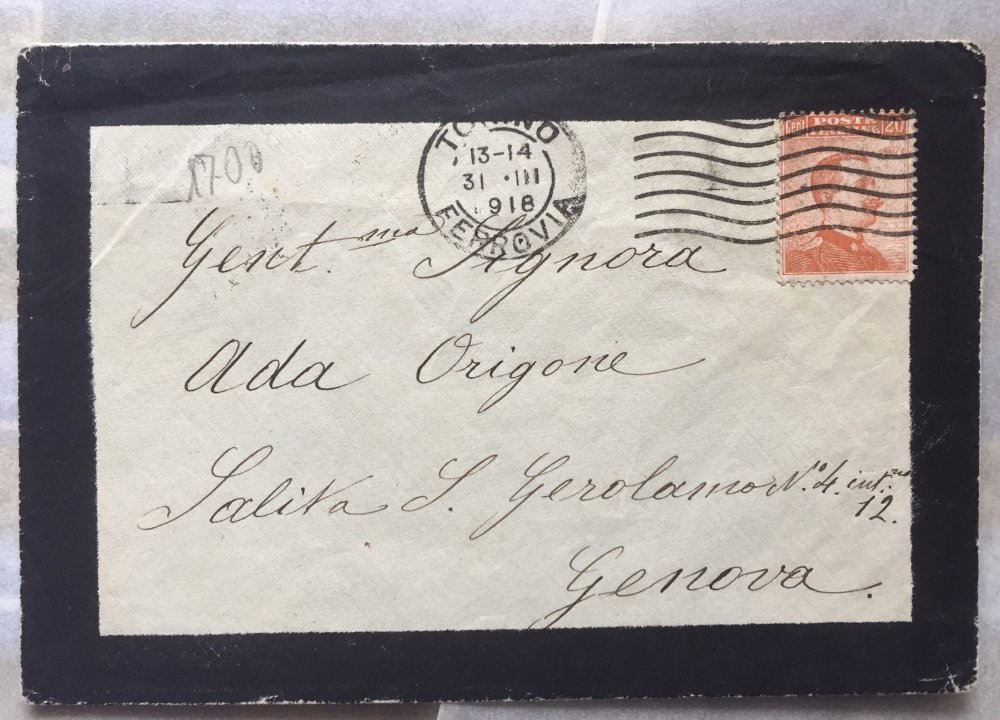 1700
TORINO
13-14
31 · III
918
FERROVIA
Cent POSTE 20
Gent.ma Signora
Ada Origone
Salita S. Gerolamo N.º 4. int.no
12.
Genova.